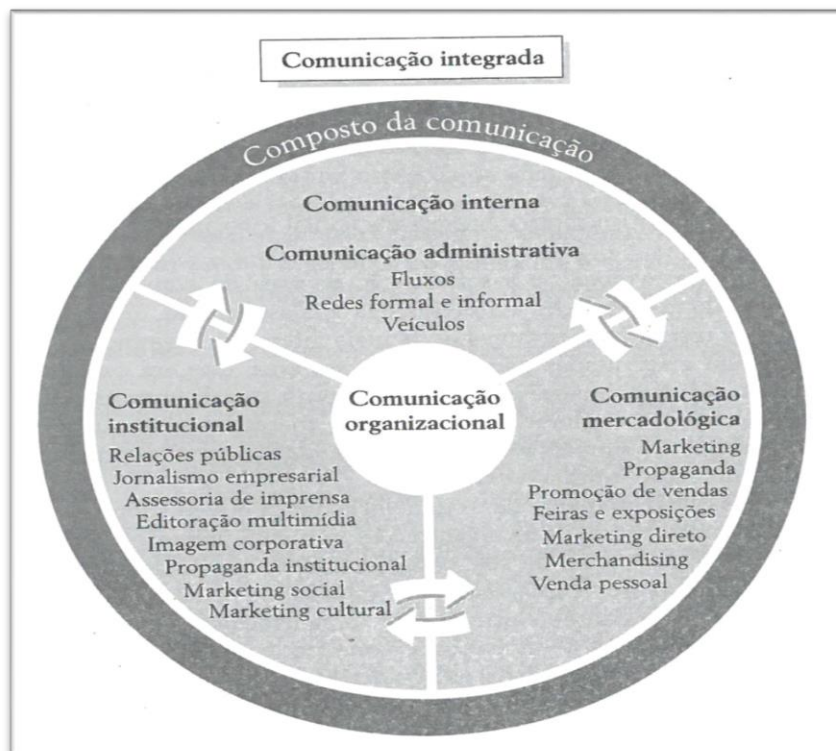 Comunicação integrada
Composto da comunicação
Comunicação interna
Comunicação administrativa
Fluxos
Redes formal e informal
Veículos
Comunicação
organizacional
Comunicação
institucional
Relações públicas
Jornalismo empresarial
Assessoria de imprensa
Editoração multimídia
Imagem corporativa
Propaganda institucional
Marketing social
Marketing cultural
Comunicação
mercadológica
Marketing
Propaganda
Promoção de vendas
Feiras e exposições
Marketing direto
Merchandising
Venda pessoal